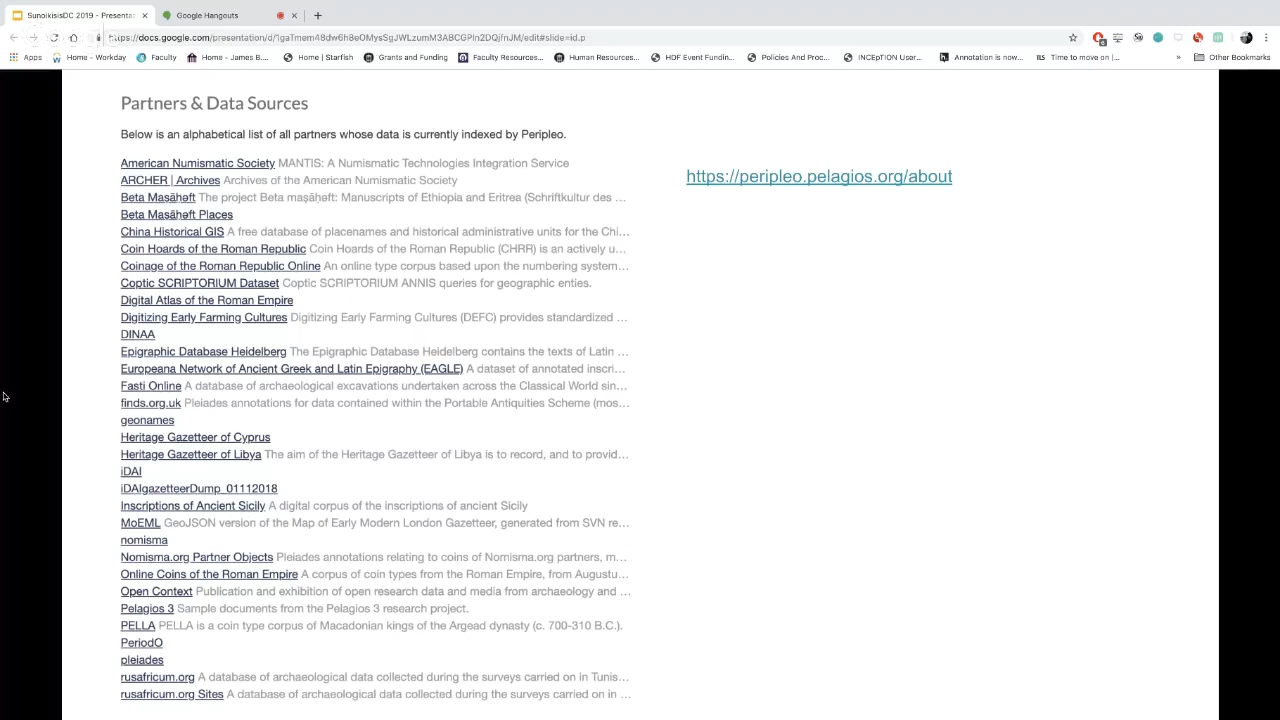 SunoikisisDC 2019 - Presenta
Google Hangouts
https://docs.google.com/presentation/d/1gaTmem48dw6h8eOMysSgJWLzumM3ABCGPin2DQjfnJM/edit#slide=id.p
Apps Home - Workday Faculty Home - James B.... Home | Starfish Grants and Funding Faculty Resources... Human Resources... HDF Event Fundin... Policies And Proc... INCEpTION User... Annotation is now... TLS Time to move on |... » Other Bookmarks
Partners & Data Sources
Below is an alphabetical list of all partners whose data is currently indexed by Peripleo.
American Numismatic Society MANTIS: A Numismatic Technologies Integration Service
https://peripleo.pelagios.org/about
ARCHER | Archives Archives of the American Numismatic Society
Beta Maṣāḥǝft The project Beta maṣāḥǝft: Manuscripts of Ethiopia and Eritrea (Schriftkultur des ...
Beta Maṣāḥǝft Places
China Historical GIS A free database of placenames and historical administrative units for the Chi...
Coin Hoards of the Roman Republic Coin Hoards of the Roman Republic (CHRR) is an actively u...
Coinage of the Roman Republic Online An online type corpus based upon the numbering system...
Coptic SCRIPTORIUM Dataset Coptic SCRIPTORIUM ANNIS queries for geographic enties.
Digital Atlas of the Roman Empire
Digitizing Early Farming Cultures Digitizing Early Farming Cultures (DEFC) provides standardized ...
DINAA
Epigraphic Database Heidelberg The Epigraphic Database Heidelberg contains the texts of Latin ...
Europeana Network of Ancient Greek and Latin Epigraphy (EAGLE) A dataset of annotated inscri...
Fasti Online A database of archaeological excavations undertaken across the Classical World sin...
finds.org.uk Pleiades annotations for data contained within the Portable Antiquities Scheme (mos...
geonames
Heritage Gazetteer of Cyprus
Heritage Gazetteer of Libya The aim of the Heritage Gazetteer of Libya is to record, and to provid...
iDAI
iDAIgazetteerDump_01112018
Inscriptions of Ancient Sicily A digital corpus of the inscriptions of ancient Sicily
MoEML GeoJSON version of the Map of Early Modern London Gazetteer, generated from SVN re...
nomisma
Nomisma.org Partner Objects Pleiades annotations relating to coins of Nomisma.org partners, m...
Online Coins of the Roman Empire A corpus of coin types from the Roman Empire, from Augustu...
Open Context Publication and exhibition of open research data and media from archaeology and ...
Pelagios 3 Sample documents from the Pelagios 3 research project.
PELLA PELLA is a coin type corpus of Macadonian kings of the Argead dynasty (c. 700-310 B.C.).
PeriodO
pleiades
rusafricum.org A database of archaeological data collected during the surveys carried on in Tunis...
rusafricum.org Sites A database of archaeological data collected during the surveys carried on in ...